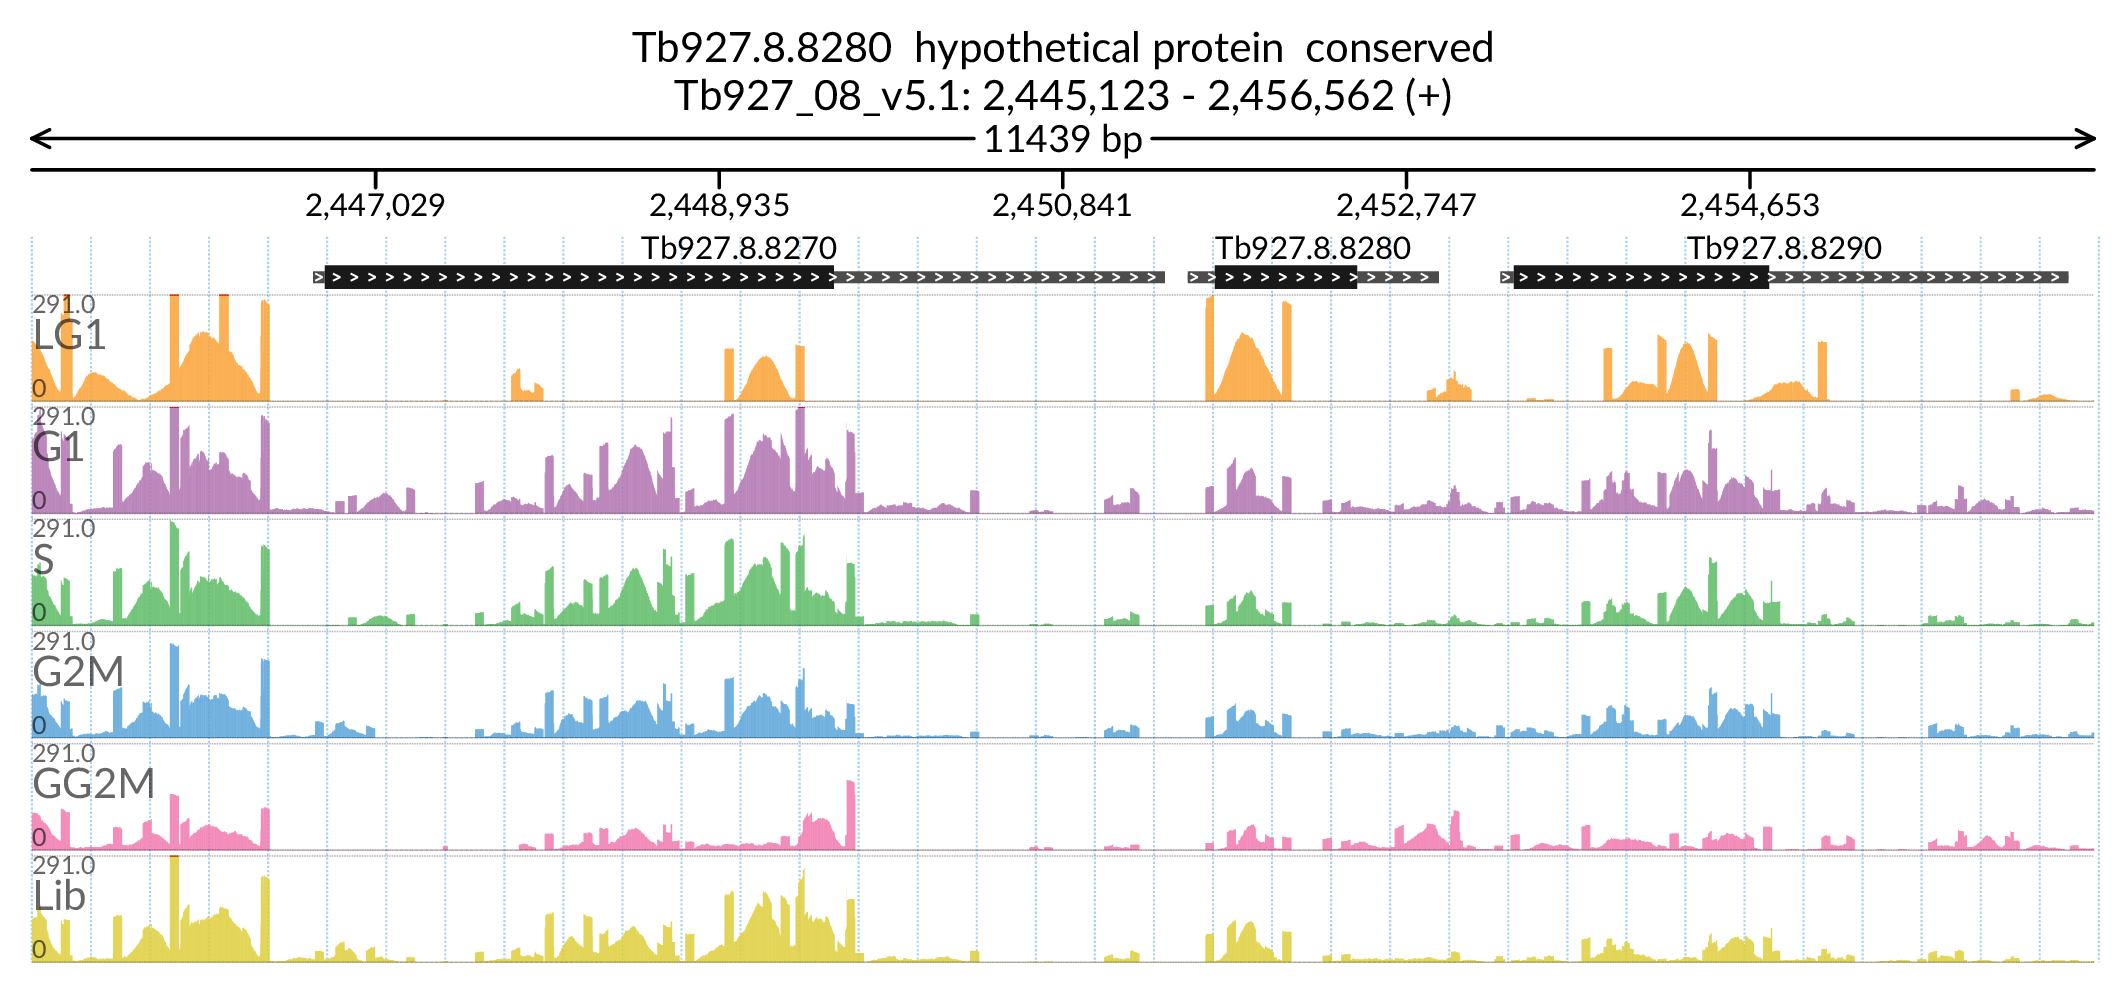 Tb927.8.8280  hypothetical protein  conserved
Tb927_08_v5.1: 2,445,123 - 2,456,562 (+)
11439 bp
2,447,029 2,448,935 2,450,841 2,452,747 2,454,653
Tb927.8.8270 Tb927.8.8280 Tb927.8.8290
291.0
LG1
0
291.0
G1
0
291.0
S
0
291.0
G2M
0
291.0
GG2M
0
291.0
Lib
0